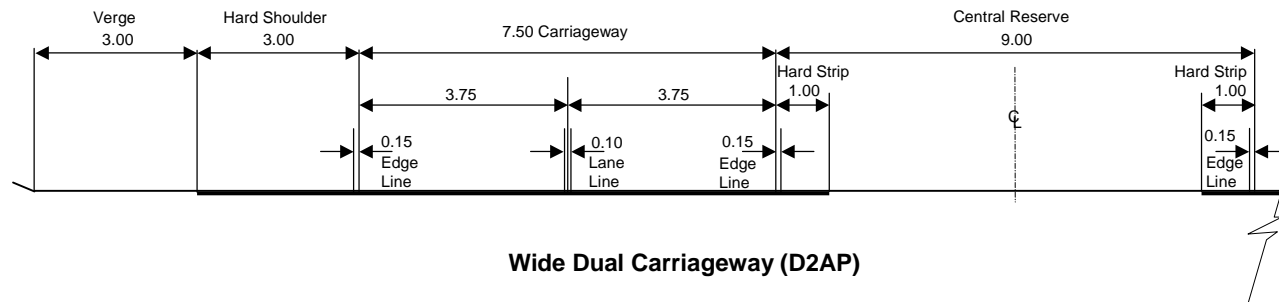 Verge
3.00
Hard Shoulder
3.00
7.50 Carriageway
Central Reserve
9.00
Hard Strip
1.00
Hard Strip
1.00
3.75
3.75
0.15
Edge
Line
0.10
Lane
Line
0.15
Edge
Line
0.15
Edge
Line
℄
Wide Dual Carriageway (D2AP)